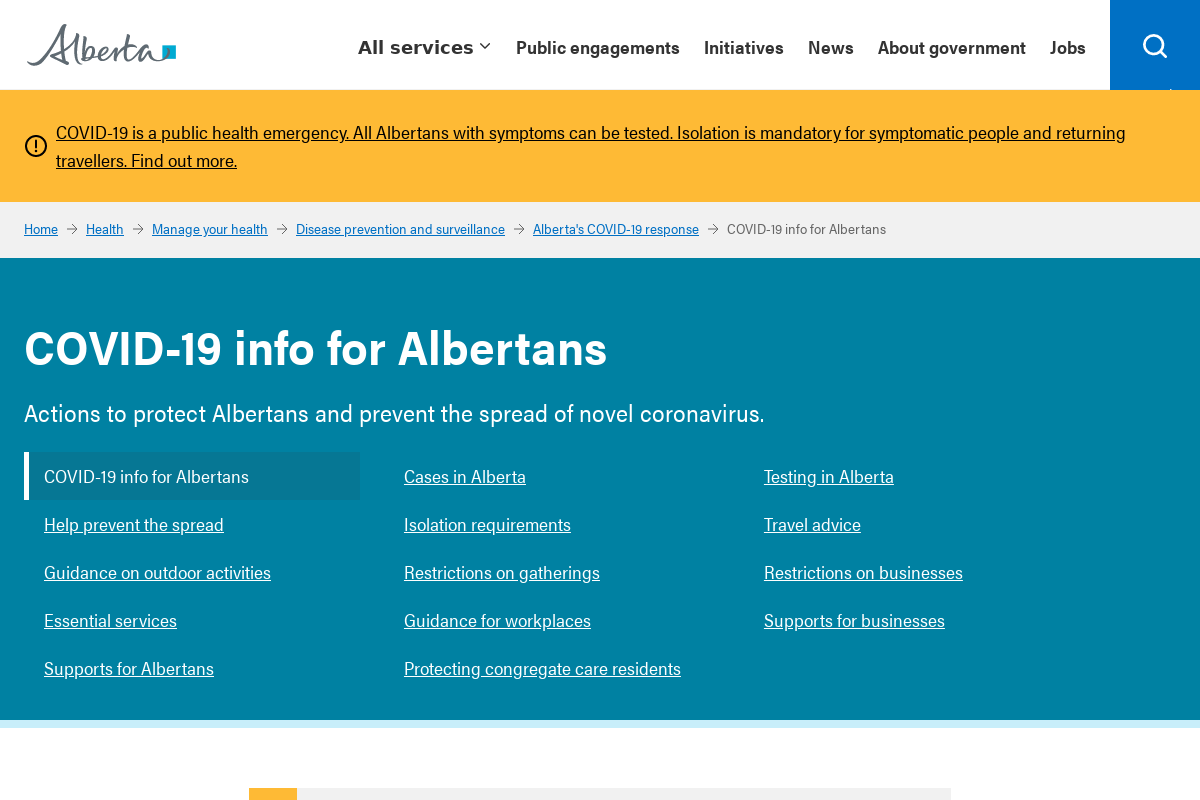 Alberta
All services
Public engagements
Initiatives
News
About government
Jobs
COVID-19 is a public health emergency. All Albertans with symptoms can be tested. Isolation is mandatory for symptomatic people and returning
travellers. Find out more.
Home
Health
Manage your health
Disease prevention and surveillance
Alberta's COVID-19 response
COVID-19 info for Albertans
COVID-19 info for Albertans
Actions to protect Albertans and prevent the spread of novel coronavirus.
COVID-19 info for Albertans
Cases in Alberta
Testing in Alberta
Help prevent the spread
Isolation requirements
Travel advice
Guidance on outdoor activities
Restrictions on gatherings
Restrictions on businesses
Essential services
Guidance for workplaces
Supports for businesses
Supports for Albertans
Protecting congregate care residents